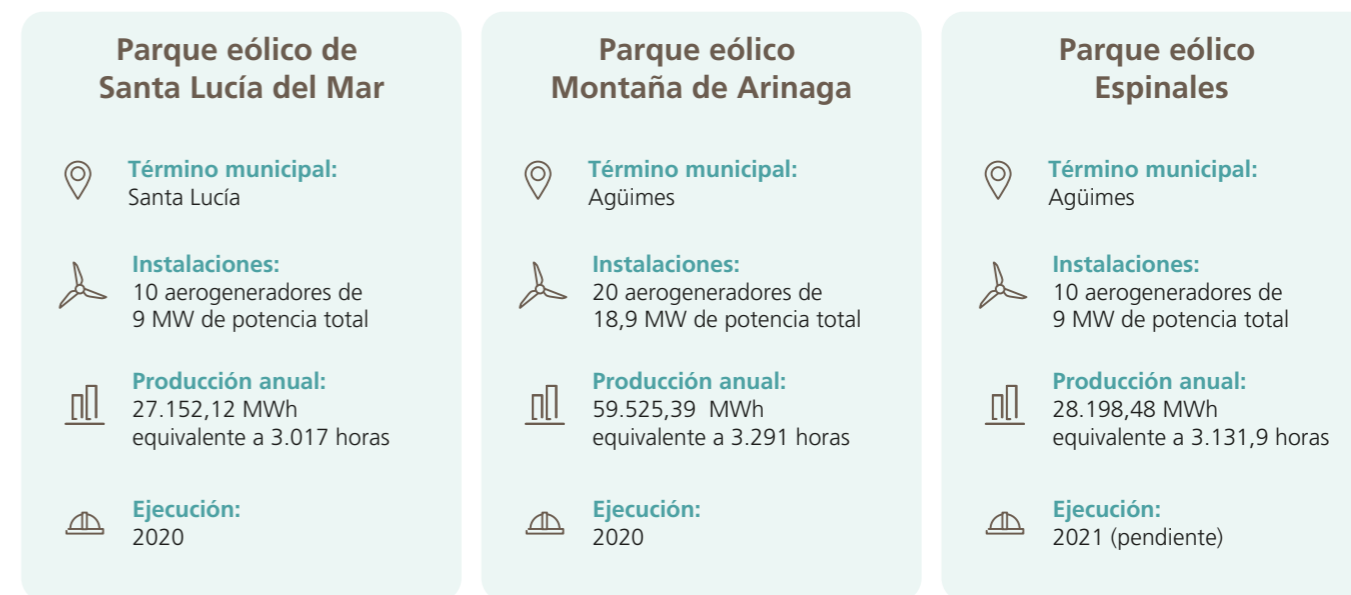 Parque eólico de
Santa Lucía del Mar
Término municipal:
Santa Lucía
Instalaciones:
10 aerogeneradores de
9 MW de potencia total
Producción anual:
27.152,12 MWh
equivalente a 3.017 horas
Ejecución:
2020
Parque eólico
Montaña de Arinaga
Término municipal:
Agüimes
Instalaciones:
20 aerogeneradores de
18,9 MW de potencia total
Producción anual:
59.525,39 MWh
equivalente a 3.291 horas
Ejecución:
2020
Parque eólico
Espinales
Término municipal:
Agüimes
Instalaciones:
10 aerogeneradores de
9 MW de potencia total
Producción anual:
28.198,48 MWh
equivalente a 3.131,9 horas
Ejecución:
2021 (pendiente)